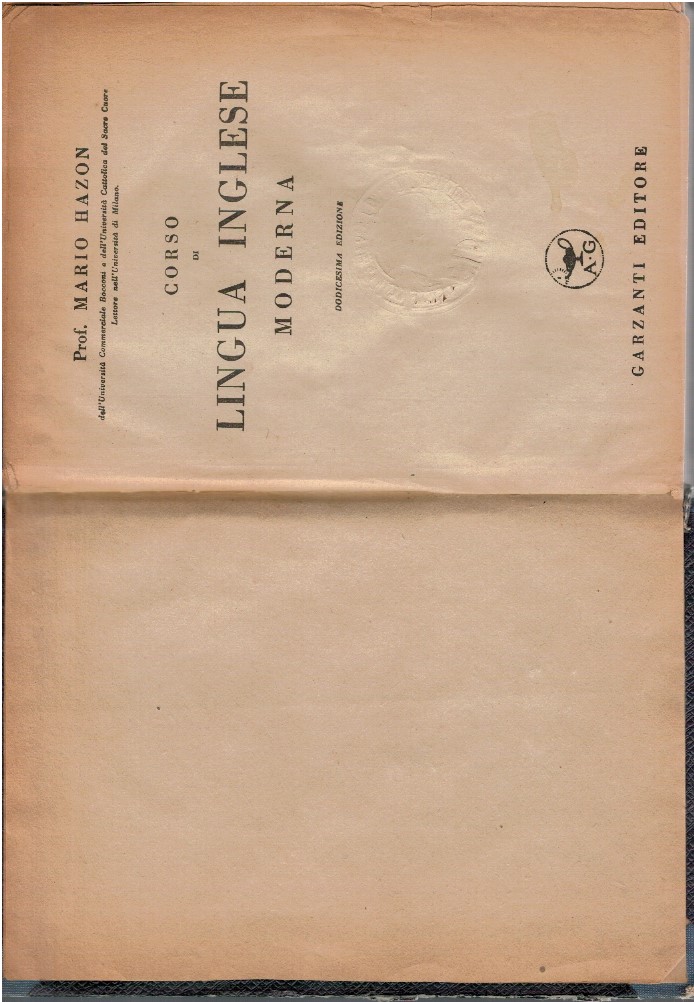 Prof. MARIO HAZON
dell'Università Commerciale Bocconi e dell'Università Cattolica del Sacro Cuore
Lettore nell'Università di Milano.
CORSO
DI
LINGUA INGLESE
MODERNA
DODICESIMA EDIZIONE
A·G
GARZANTI EDITORE